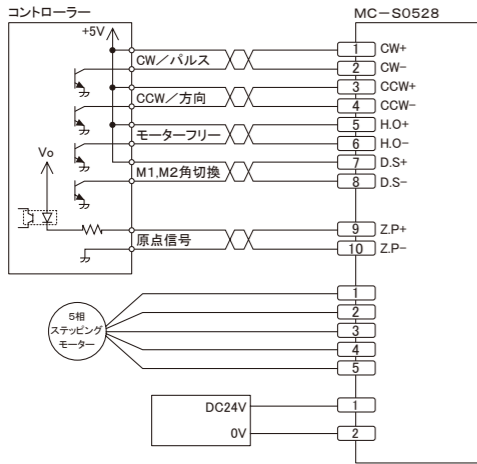 コントローラー
MC-S0528
+5V
CW/パルス
1 CW+
2 CW-
CCW/方向
3 CCW+
4 CCW-
モーターフリー
5 H.O+
6 H.O-
Vo
M1,M2角切換
7 D.S+
8 D.S-
原点信号
9 Z.P+
10 Z.P-
5相
ステッピング
モーター
1
2
3
4
5
DC24V
1
0V
2